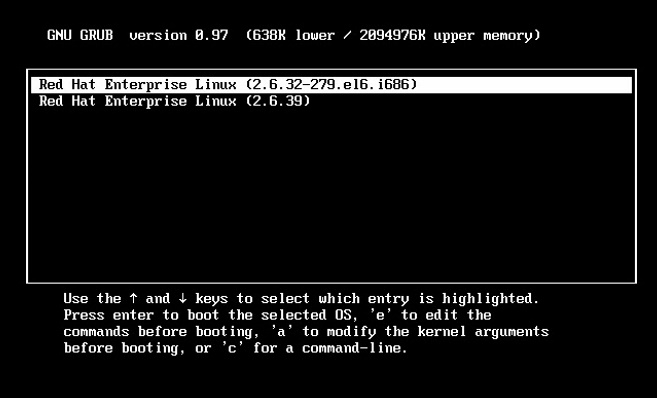 GNU GRUB  version 0.97  (638K lower / 2094976K upper memory)
Red Hat Enterprise Linux (2.6.32-279.el6.i686)
Red Hat Enterprise Linux (2.6.39)
Use the ↑ and ↓ keys to select which entry is highlighted.
Press enter to boot the selected OS, 'e' to edit the
commands before booting, 'a' to modify the kernel arguments
before booting, or 'c' for a command-line.